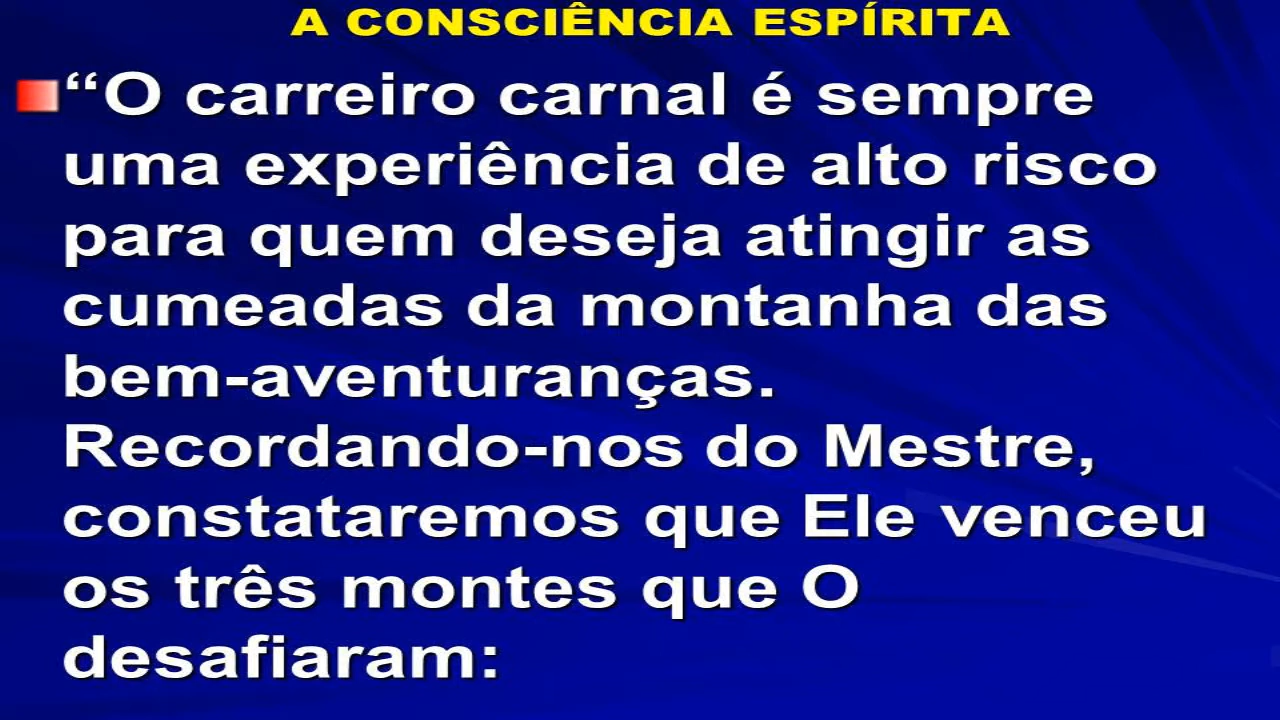 A CONSCIÊNCIA ESPÍRITA
“O carreiro carnal é sempre
uma experiência de alto risco
para quem deseja atingir as
cumeadas da montanha das
bem-aventuranças.
Recordando-nos do Mestre,
constataremos que Ele venceu
os três montes que O
desafiaram: